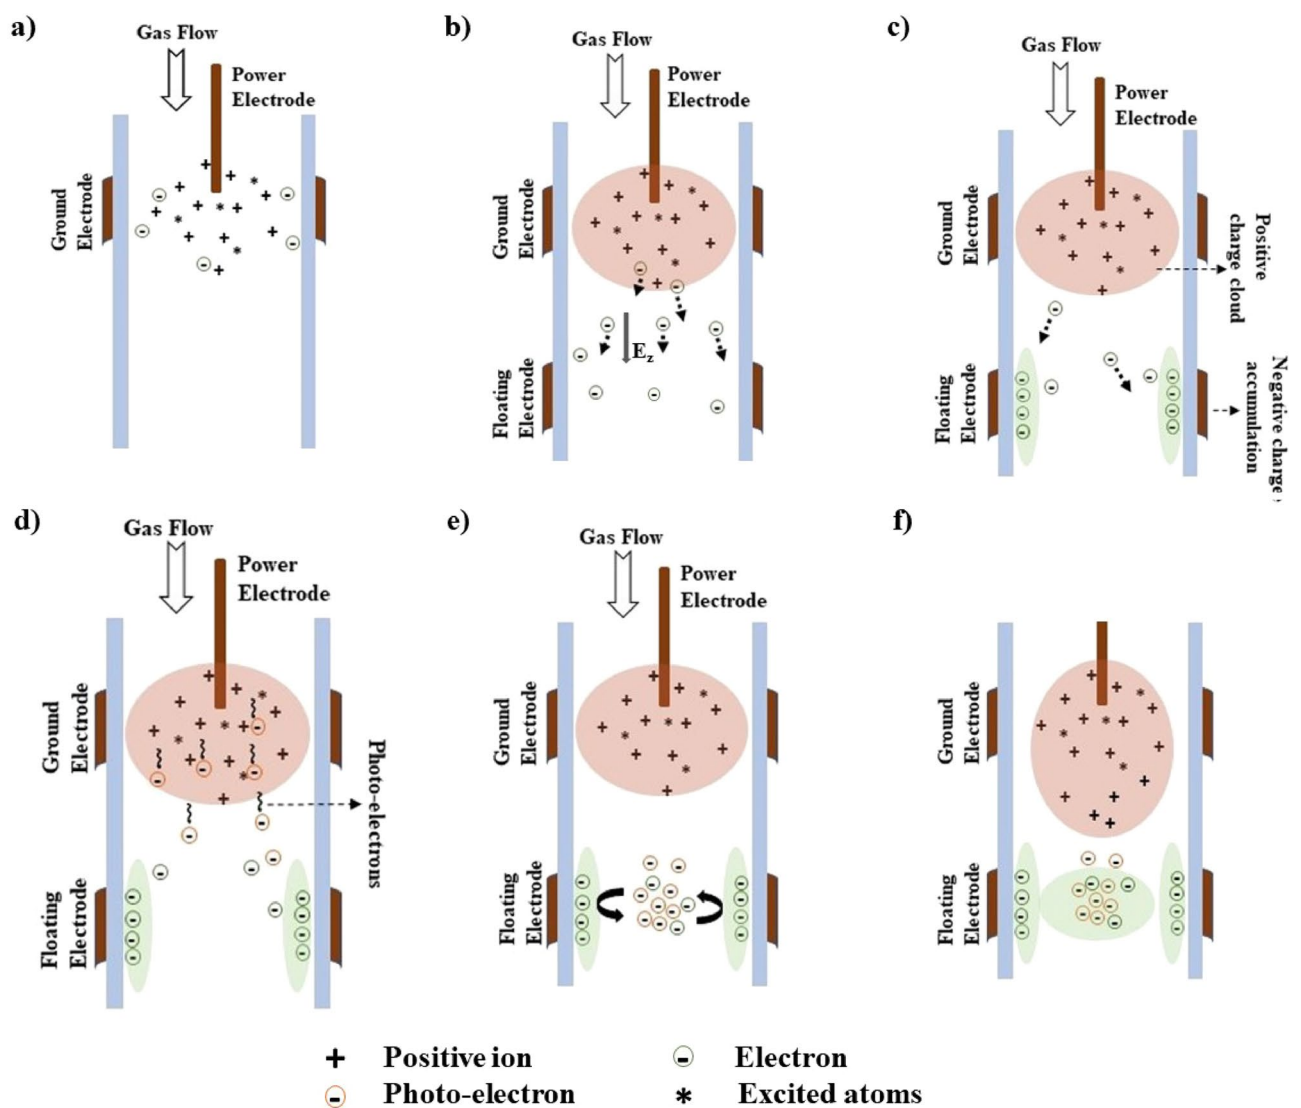 a)
Gas Flow
Power
Electrode
Ground
Electrode
b)
Gas Flow
Power
Electrode
Ground
Electrode
E_z
Floating
Electrode
c)
Gas Flow
Power
Electrode
Ground
Electrode
Positive
charge cloud
Floating
Electrode
Negative charge
accumulation
d)
Gas Flow
Power
Electrode
Ground
Electrode
Photo-electrons
Floating
Electrode
e)
Gas Flow
Power
Electrode
Ground
Electrode
Floating
Electrode
f)
Ground
Electrode
Floating
Electrode
+ Positive ion
- Electron
- Photo-electron
* Excited atoms